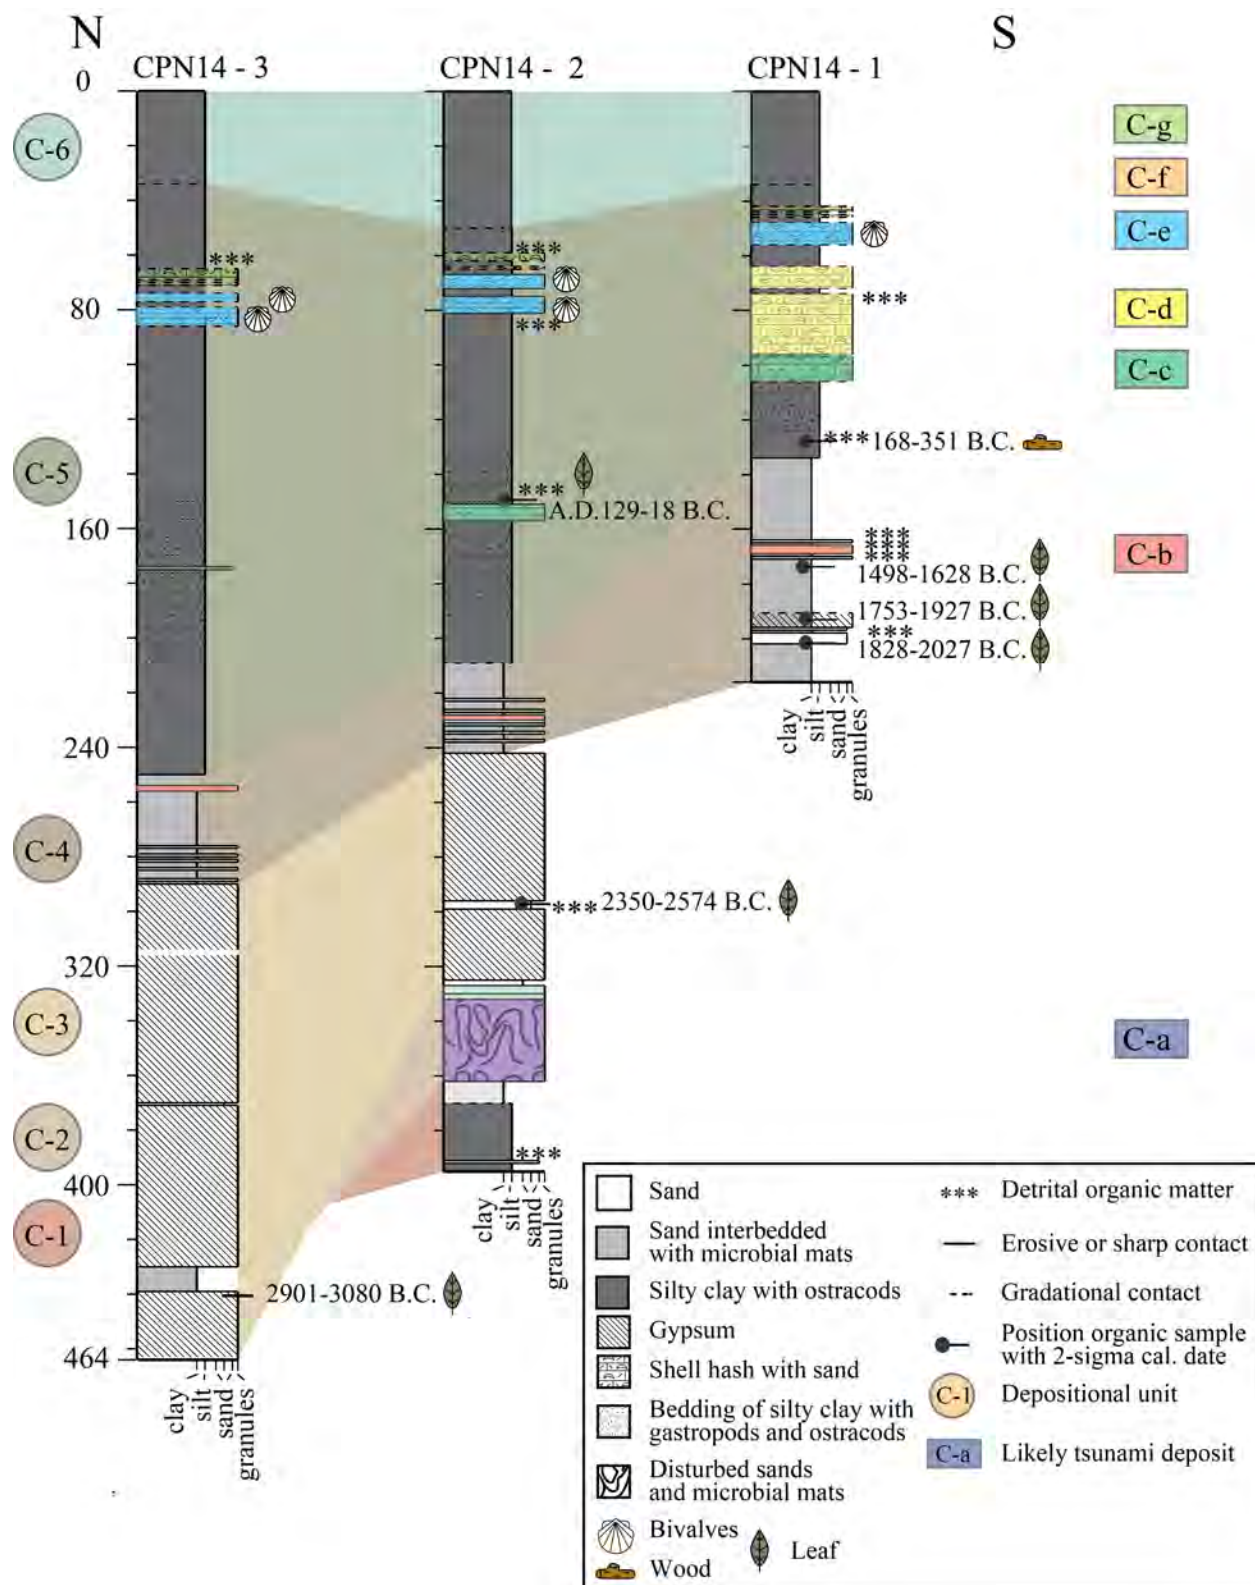 N
S
CPN14 - 3
CPN14 - 2
CPN14 - 1
0
80
160
240
320
400
464
C-6
C-5
C-4
C-3
C-2
C-1
C-g
C-f
C-e
C-d
C-c
C-b
C-a
***
***
***
***
***
***168-351 B.C.
A.D.129-18 B.C.
***
***
***
1498-1628 B.C.
1753-1927 B.C.
***
1828-2027 B.C.
***2350-2574 B.C.
***
2901-3080 B.C.
clay
silt
sand
granules
clay
silt
sand
granules
clay
silt
sand
granules
Sand
Sand interbedded
with microbial mats
Silty clay with ostracods
Gypsum
Shell hash with sand
Bedding of silty clay with
gastropods and ostracods
Disturbed sands
and microbial mats
Bivalves
Wood
Leaf
*** Detrital organic matter
Erosive or sharp contact
Gradational contact
Position organic sample
with 2-sigma cal. date
C-1 Depositional unit
C-a Likely tsunami deposit